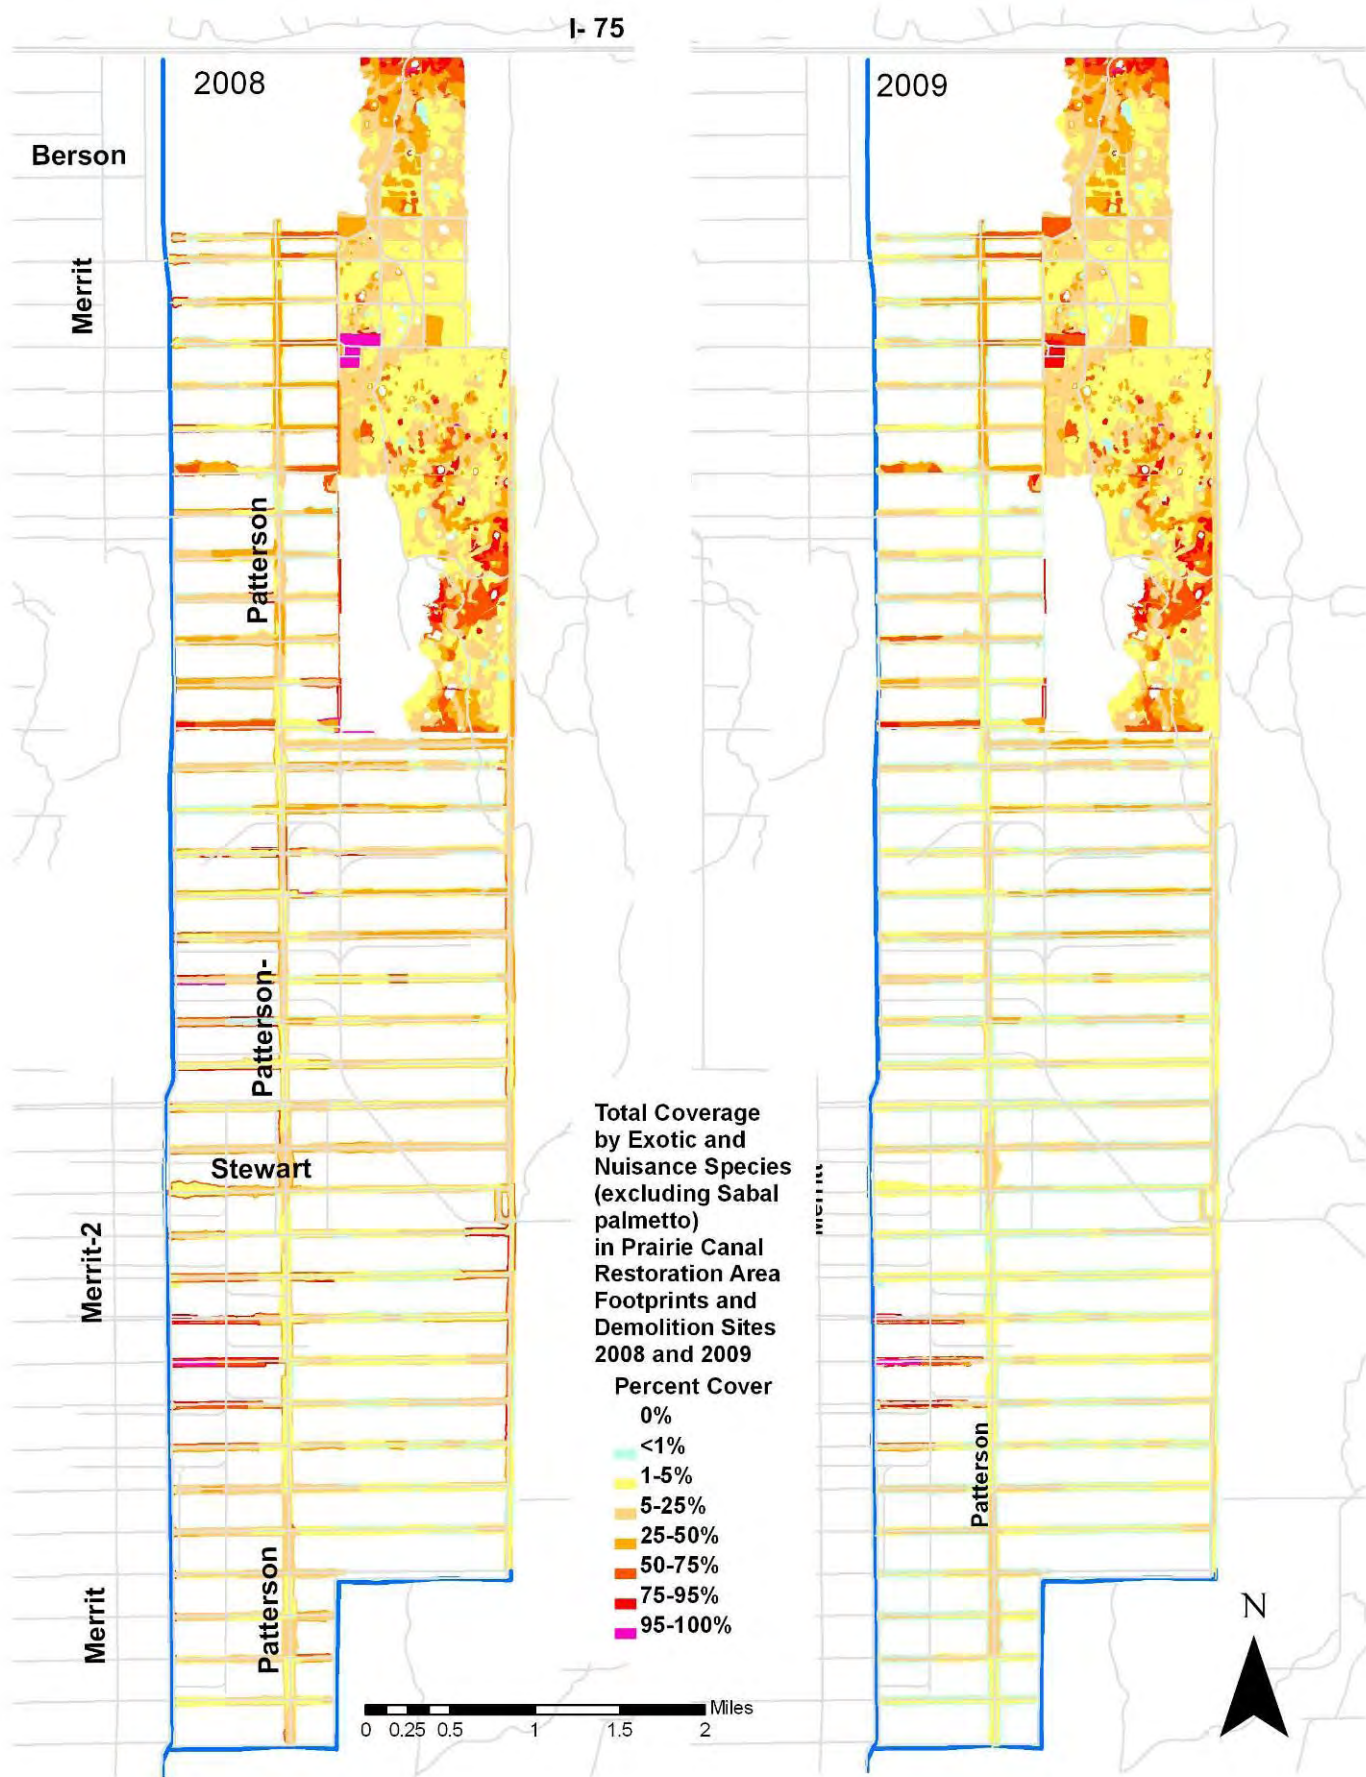 I- 75
2008
2009
Berson
Merrit
Patterson
Patterson-
Stewart
Merrit-2
Merrit
Patterson
Total Coverage
by Exotic and
Nuisance Species
(excluding Sabal
palmetto)
in Prairie Canal
Restoration Area
Footprints and
Demolition Sites
2008 and 2009
Percent Cover
0%
<1%
1-5%
5-25%
25-50%
50-75%
75-95%
95-100%
Patterson
N
Miles
0 0.25 0.5 1 1.5 2